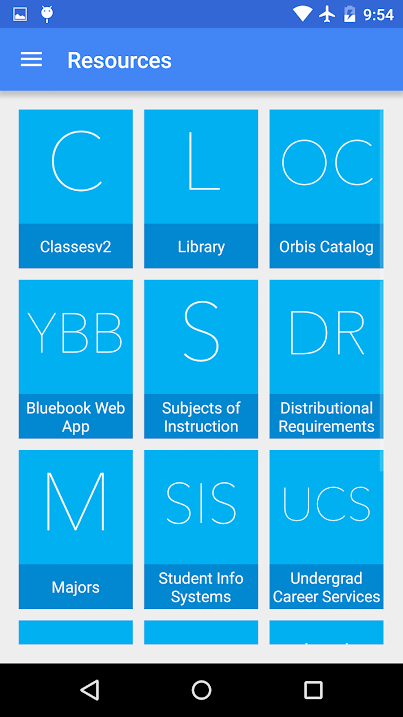 9:54
Resources
C
L
OC
Classesv2
Library
Orbis Catalog
YBB
S
DR
Bluebook Web
App
Subjects of
Instruction
Distributional
Requirements
M
SIS
UCS
Majors
Student Info
Systems
Undergrad
Career Services